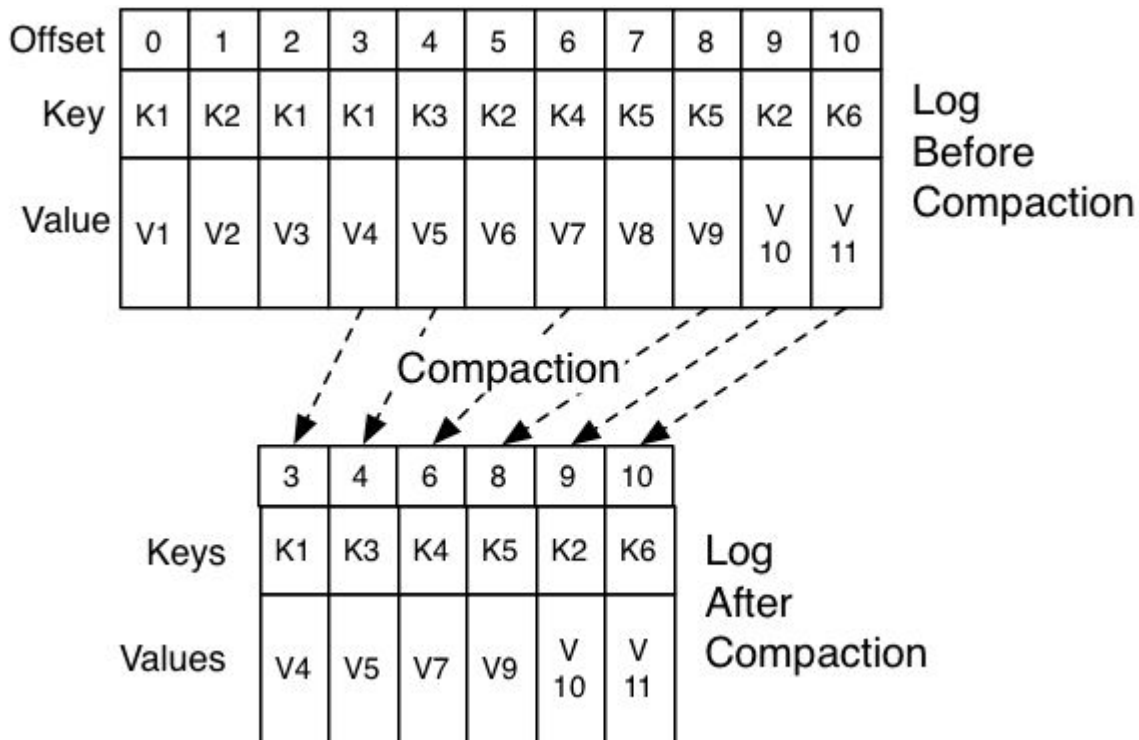 Offset 0 1 2 3 4 5 6 7 8 9 10
Key K1 K2 K1 K1 K3 K2 K4 K5 K5 K2 K6
Value V1 V2 V3 V4 V5 V6 V7 V8 V9 V 10 V 11
Log
Before
Compaction
Compaction
3 4 6 8 9 10
Keys K1 K3 K4 K5 K2 K6
Values V4 V5 V7 V9 V 10 V 11
Log
After
Compaction